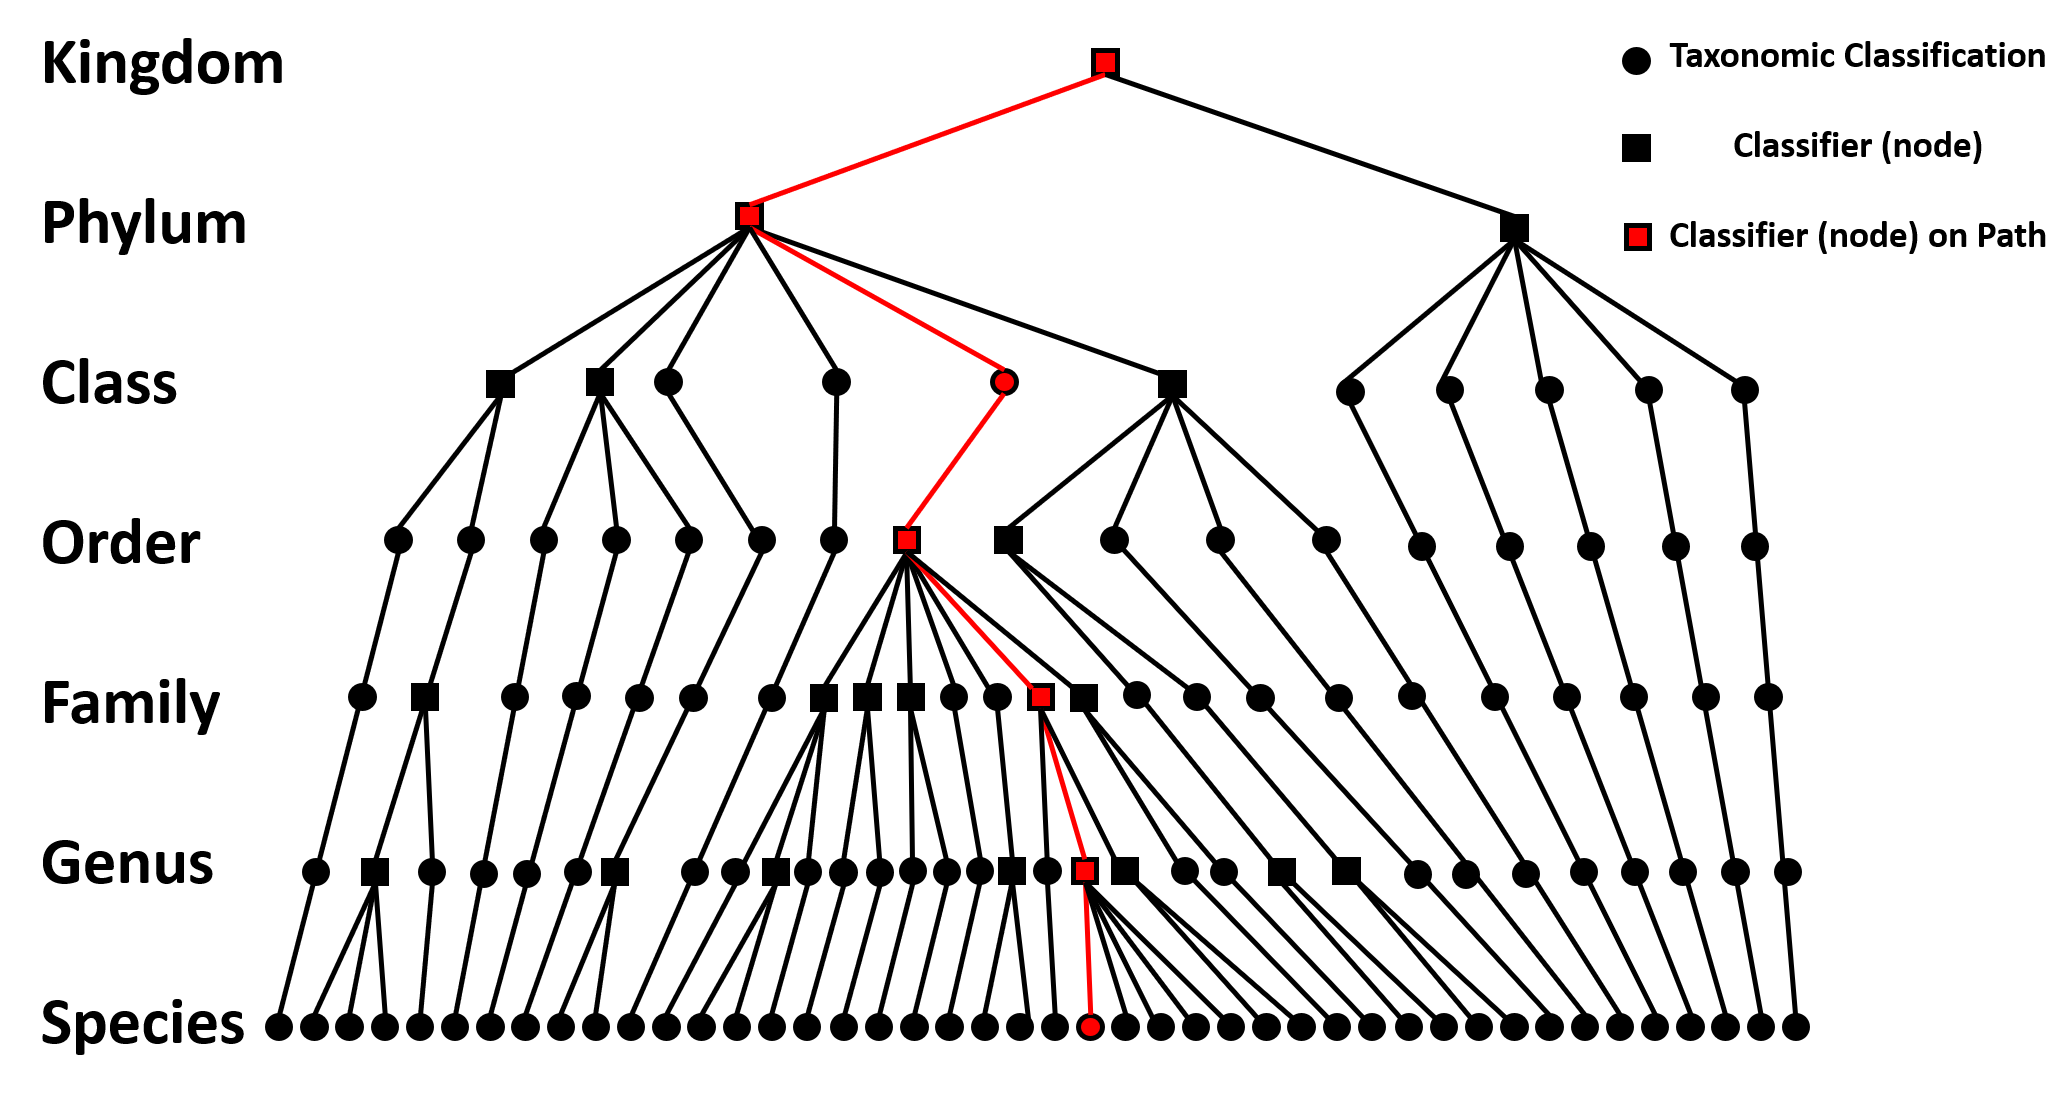 Kingdom
Taxonomic Classification
Classifier (node)
Phylum
Classifier (node) on Path
Class
Order
Family
Genus
Species